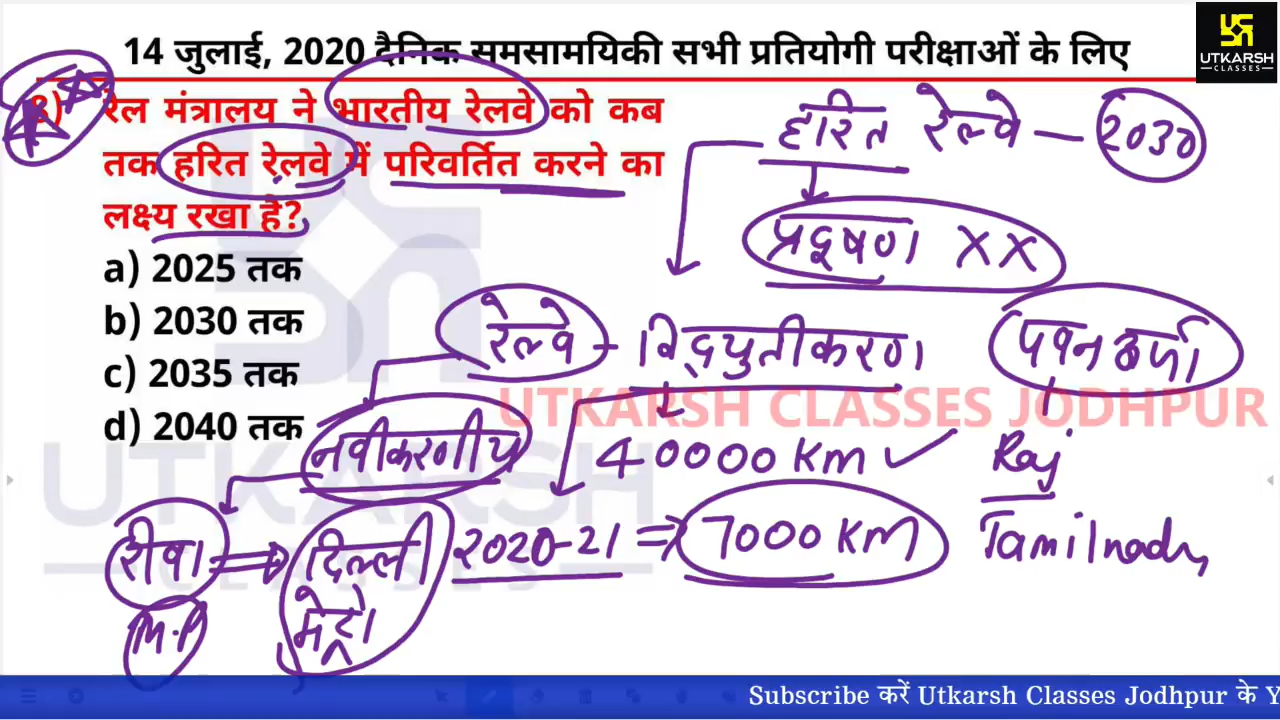 UTKARSH
CLASSES
14 जुलाई, 2020 दैनिक समसामयिकी सभी प्रतियोगी परीक्षाओं के लिए
रेल मंत्रालय ने भारतीय रेलवे को कब
तक हरित रेलवे में परिवर्तित करने का
लक्ष्य रखा है?
a) 2025 तक
b) 2030 तक
c) 2035 तक
d) 2040 तक
हरित रेल्वे — 2030
प्रदूषण XX
रेल्वे - विद्युतीकरण
पवन ऊर्जा
UTKARSH CLASSES JODHPUR
नवीकरणीय
40000 KM ✓
Raj
रीवा ⇒ दिल्ली
मेट्रो
M.P
2020-21 ⇒ 7000 KM
Tamilnadu
UTKARSH
CLASSES
Subscribe करें Utkarsh Classes Jodhpur के Y